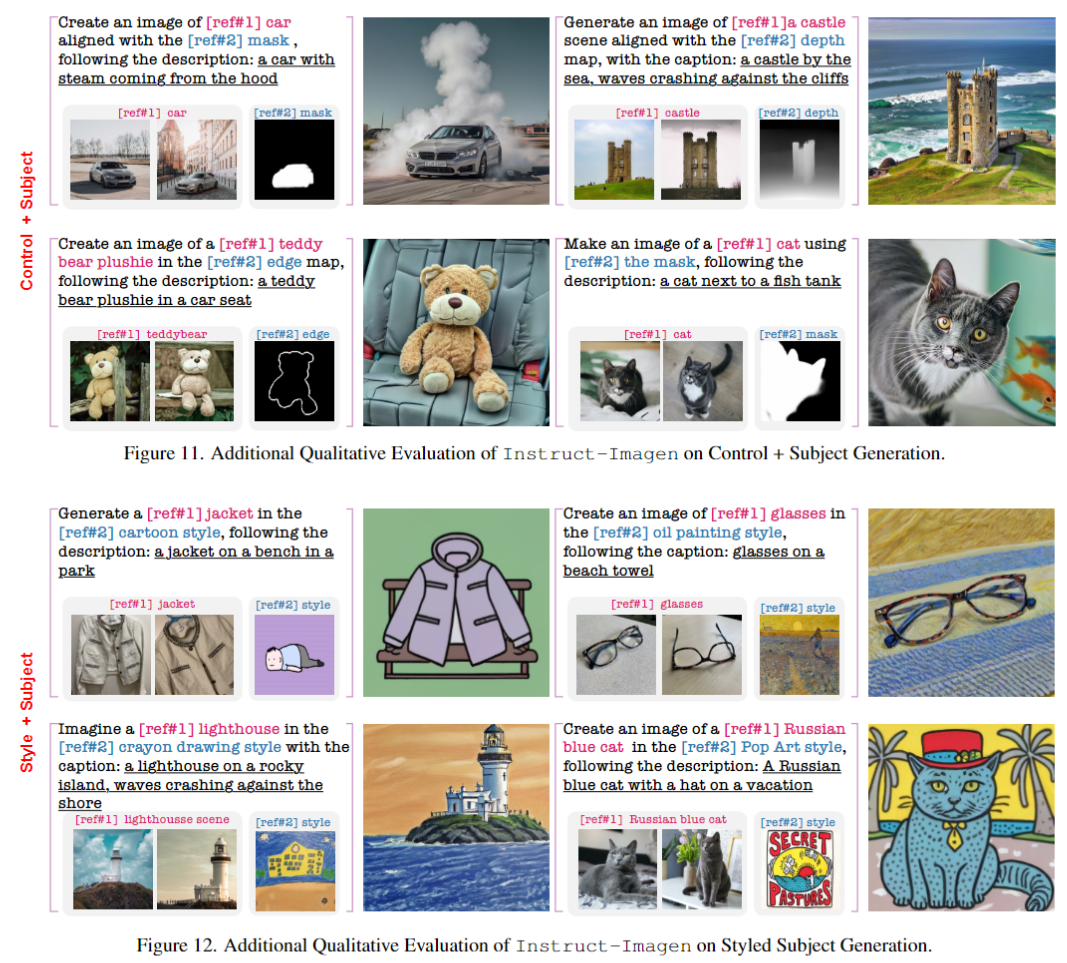 Control + Subject
Create an image of [ref#1] car
aligned with the [ref#2] mask ,
following the description: a car with
steam coming from the hood
[ref#1] car
[ref#2] mask
Generate an image of [ref#1]a castle
scene aligned with the [ref#2] depth
map, with the caption: a castle by the
sea, waves crashing against the cliffs
[ref#1] castle
[ref#2] depth
Create an image of a [ref#1] teddy
bear plushie in the [ref#2] edge map,
following the description: a teddy
bear plushie in a car seat
[ref#1] teddybear
[ref#2] edge
Make an image of a [ref#1] cat using
[ref#2] the mask, following the
description: a cat next to a fish tank
[ref#1] cat
[ref#2] mask
Figure 11. Additional Qualitative Evaluation of Instruct-Imagen on Control + Subject Generation.
Style + Subject
Generate a [ref#1] jacket in the
[ref#2] cartoon style, following the
description: a jacket on a bench in a
park
[ref#1] jacket
[ref#2] style
Create an image of [ref#1] glasses in
the [ref#2] oil painting style,
following the caption: glasses on a
beach towel
[ref#1] glasses
[ref#2] style
Imagine a [ref#1] lighthouse in the
[ref#2] crayon drawing style with the
caption: a lighthouse on a rocky
island, waves crashing against the
shore
[ref#1] lighthousse scene
[ref#2] style
Create an image of a [ref#1] Russian
blue cat in the [ref#2] Pop Art style,
following the description: A Russian
blue cat with a hat on a vacation
[ref#1] Russian blue cat
[ref#2] style
SECRET
PASTURES
Figure 12. Additional Qualitative Evaluation of Instruct-Imagen on Styled Subject Generation.